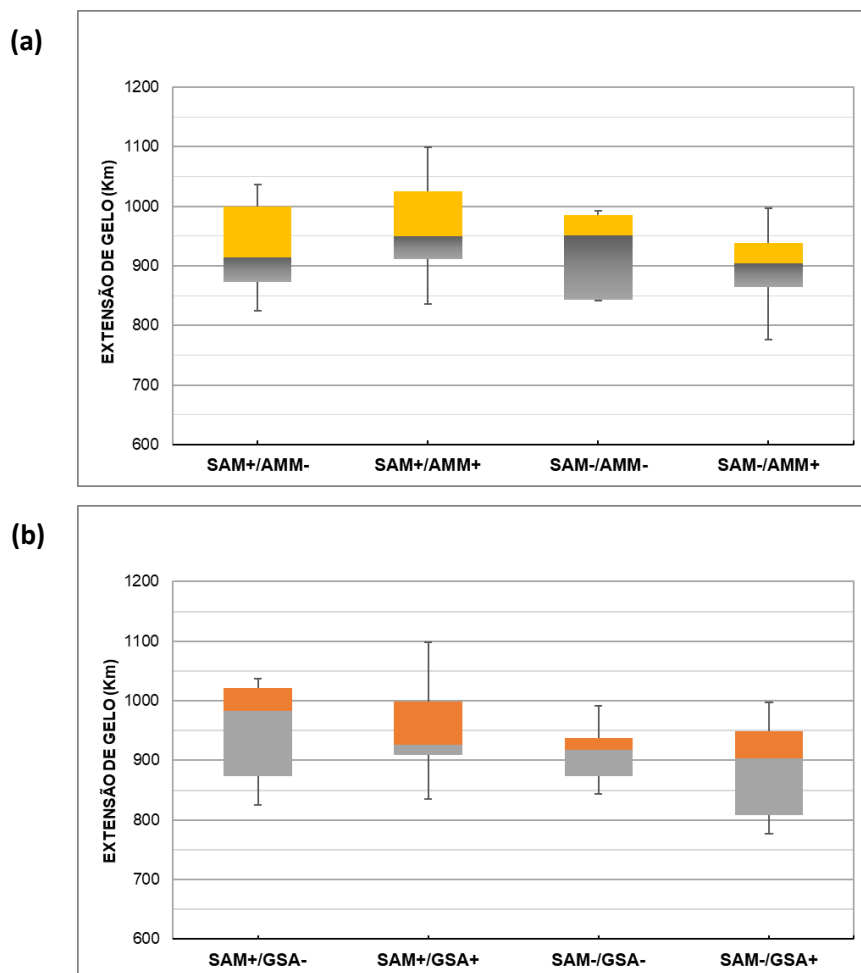 (a)
EXTENSÃO DE GELO (Km)
1200
1100
1000
900
800
700
600
SAM+/AMM- SAM+/AMM+ SAM-/AMM- SAM-/AMM+
(b)
EXTENSÃO DE GELO (Km)
1200
1100
1000
900
800
700
600
SAM+/GSA- SAM+/GSA+ SAM-/GSA- SAM-/GSA+